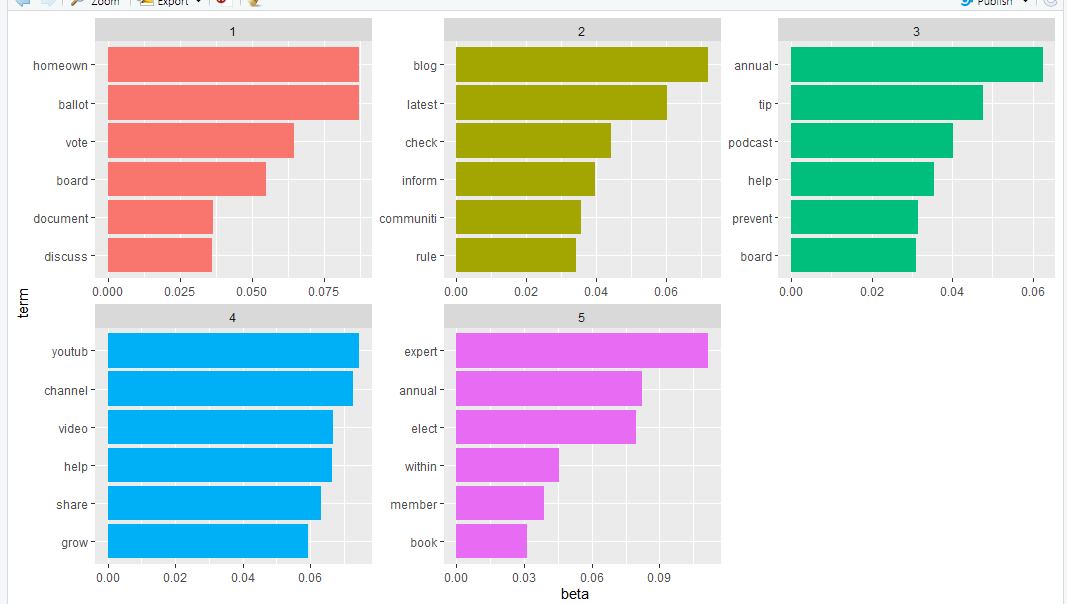 Zoom Export Publish
1
homeown
ballot
vote
board
document
discuss
0.000 0.025 0.050 0.075
2
blog
latest
check
inform
communiti
rule
0.00 0.02 0.04 0.06
3
annual
tip
podcast
help
prevent
board
0.00 0.02 0.04 0.06
term
4
youtub
channel
video
help
share
grow
0.00 0.02 0.04 0.06
5
expert
annual
elect
within
member
book
0.00 0.03 0.06 0.09
beta